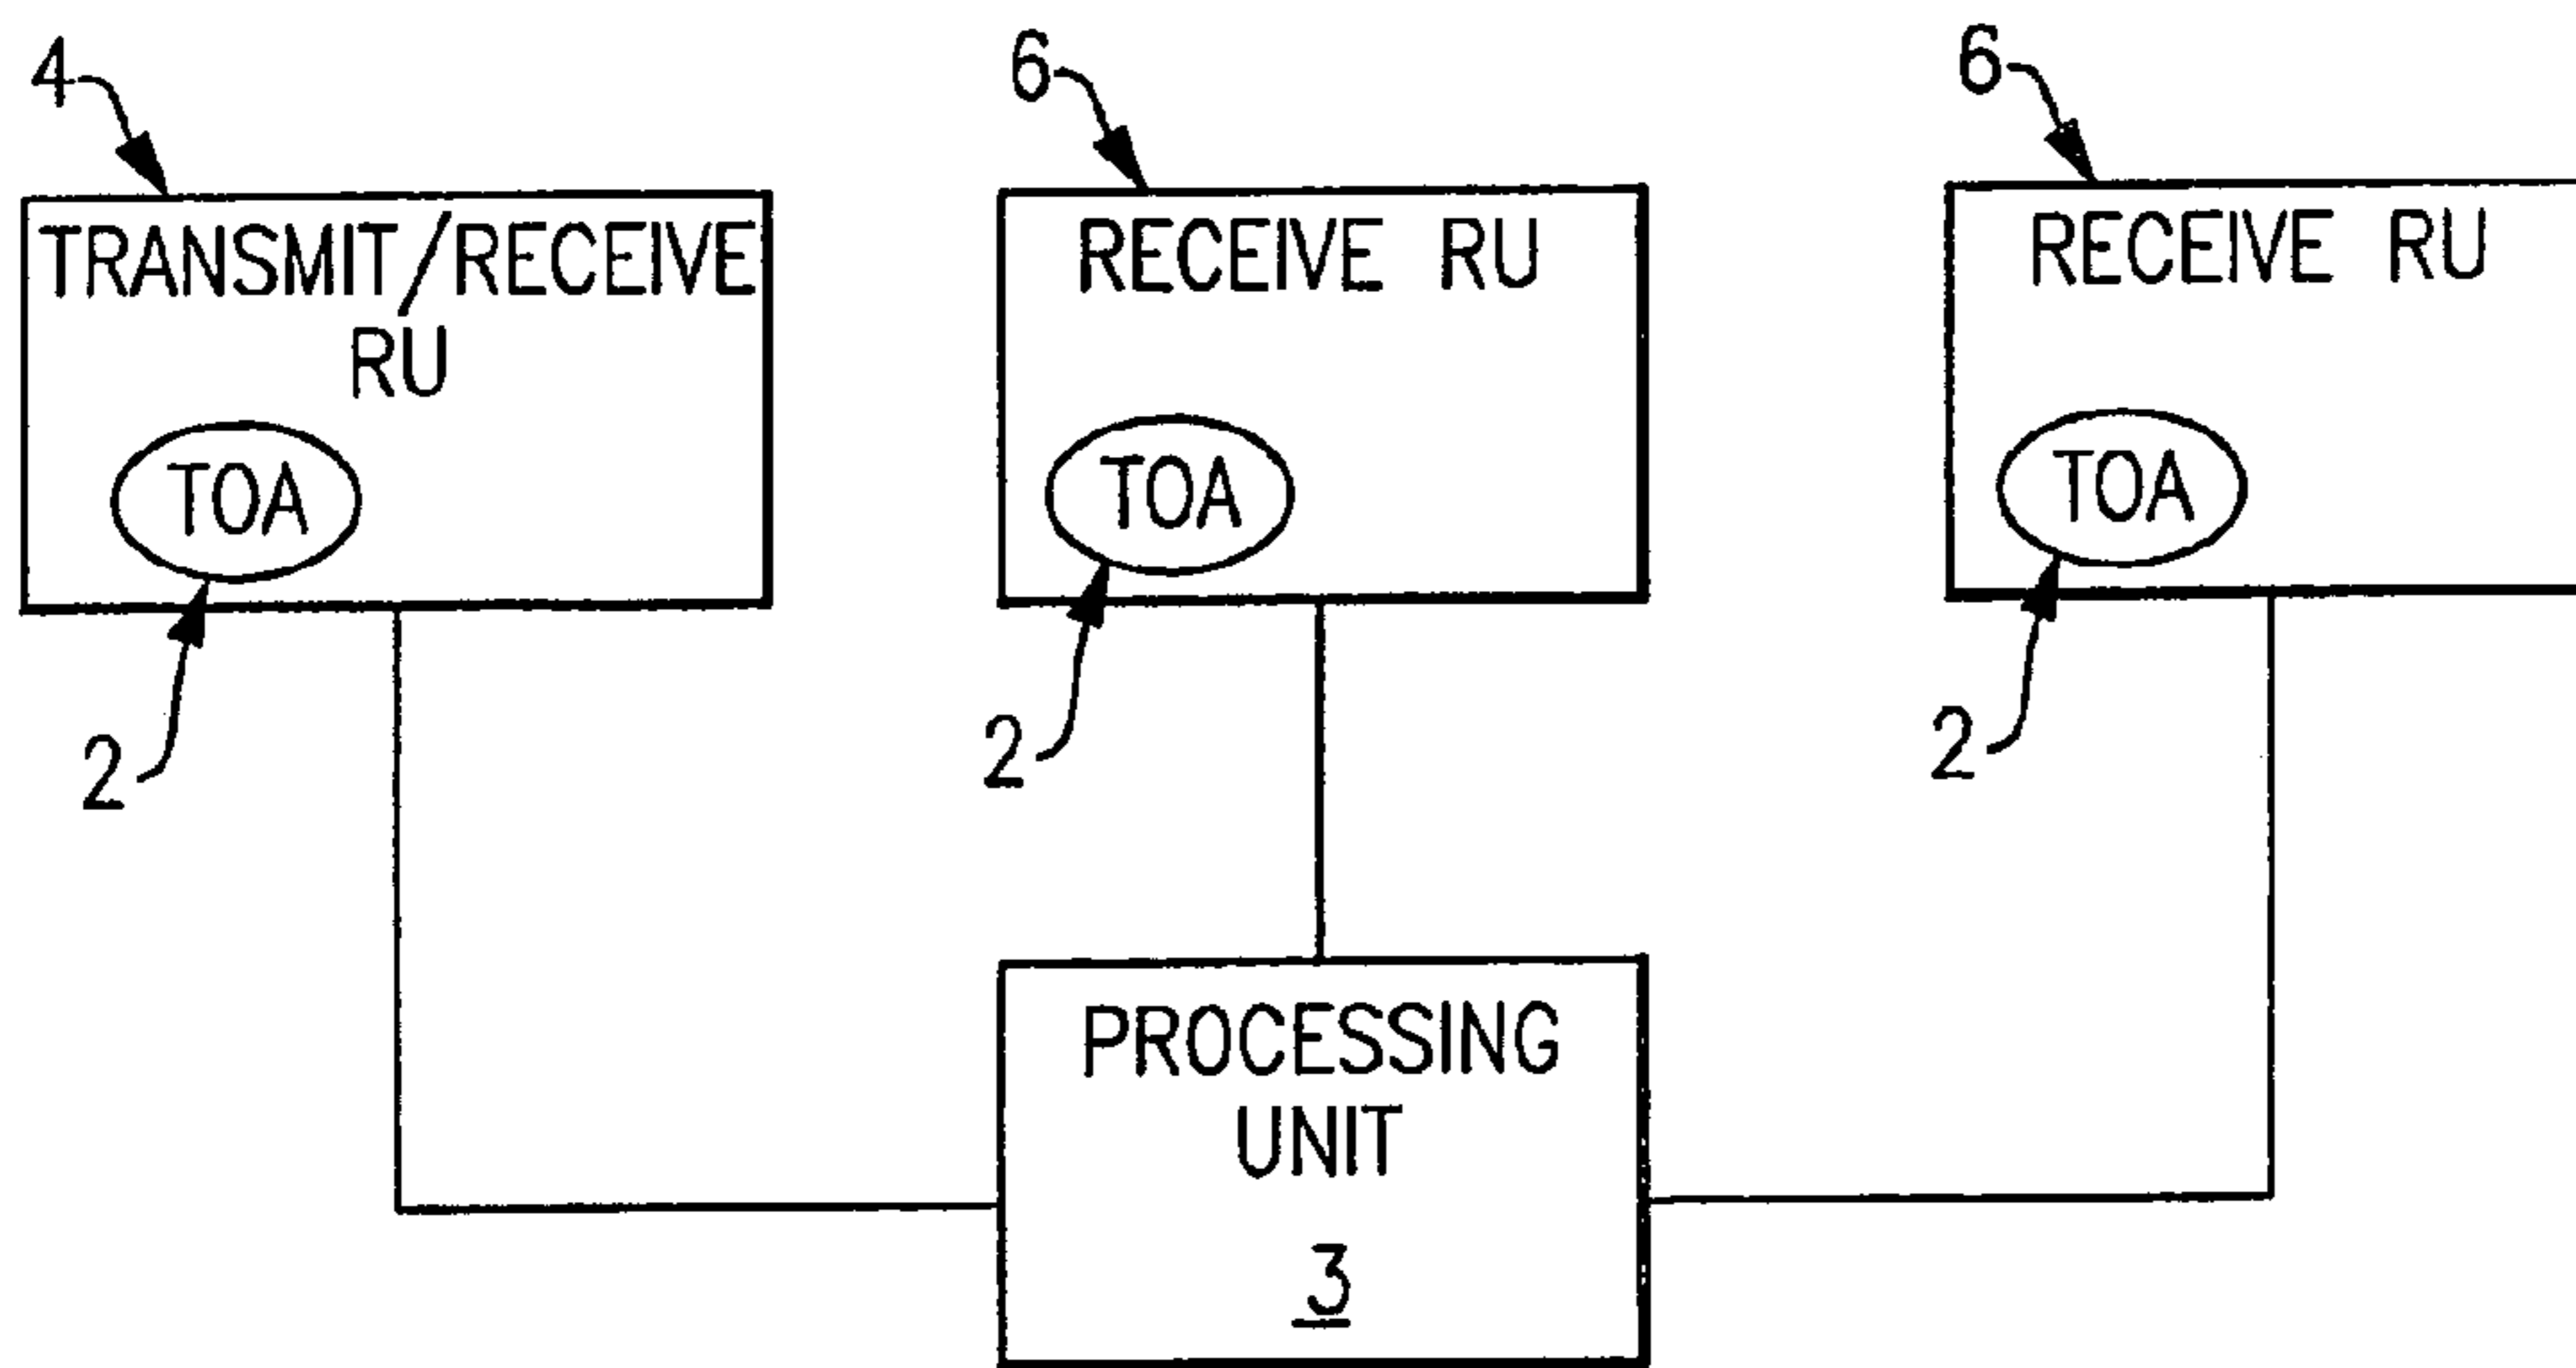 4
6
6
TRANSMIT/RECEIVE
RU
TOA
2
RECEIVE RU
TOA
2
RECEIVE RU
TOA
2
PROCESSING
UNIT
3